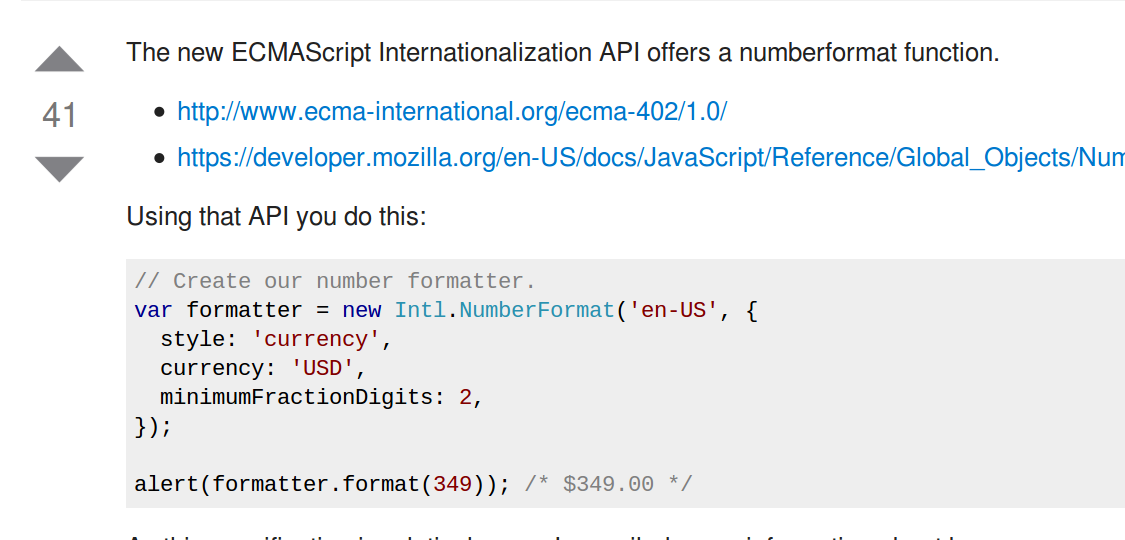 The new ECMAScript Internationalization API offers a numberformat function.
41
http://www.ecma-international.org/ecma-402/1.0/
https://developer.mozilla.org/en-US/docs/JavaScript/Reference/Global_Objects/Num
Using that API you do this:
// Create our number formatter.
var formatter = new Intl.NumberFormat('en-US', {
  style: 'currency',
  currency: 'USD',
  minimumFractionDigits: 2,
});
alert(formatter.format(349)); /* $349.00 */